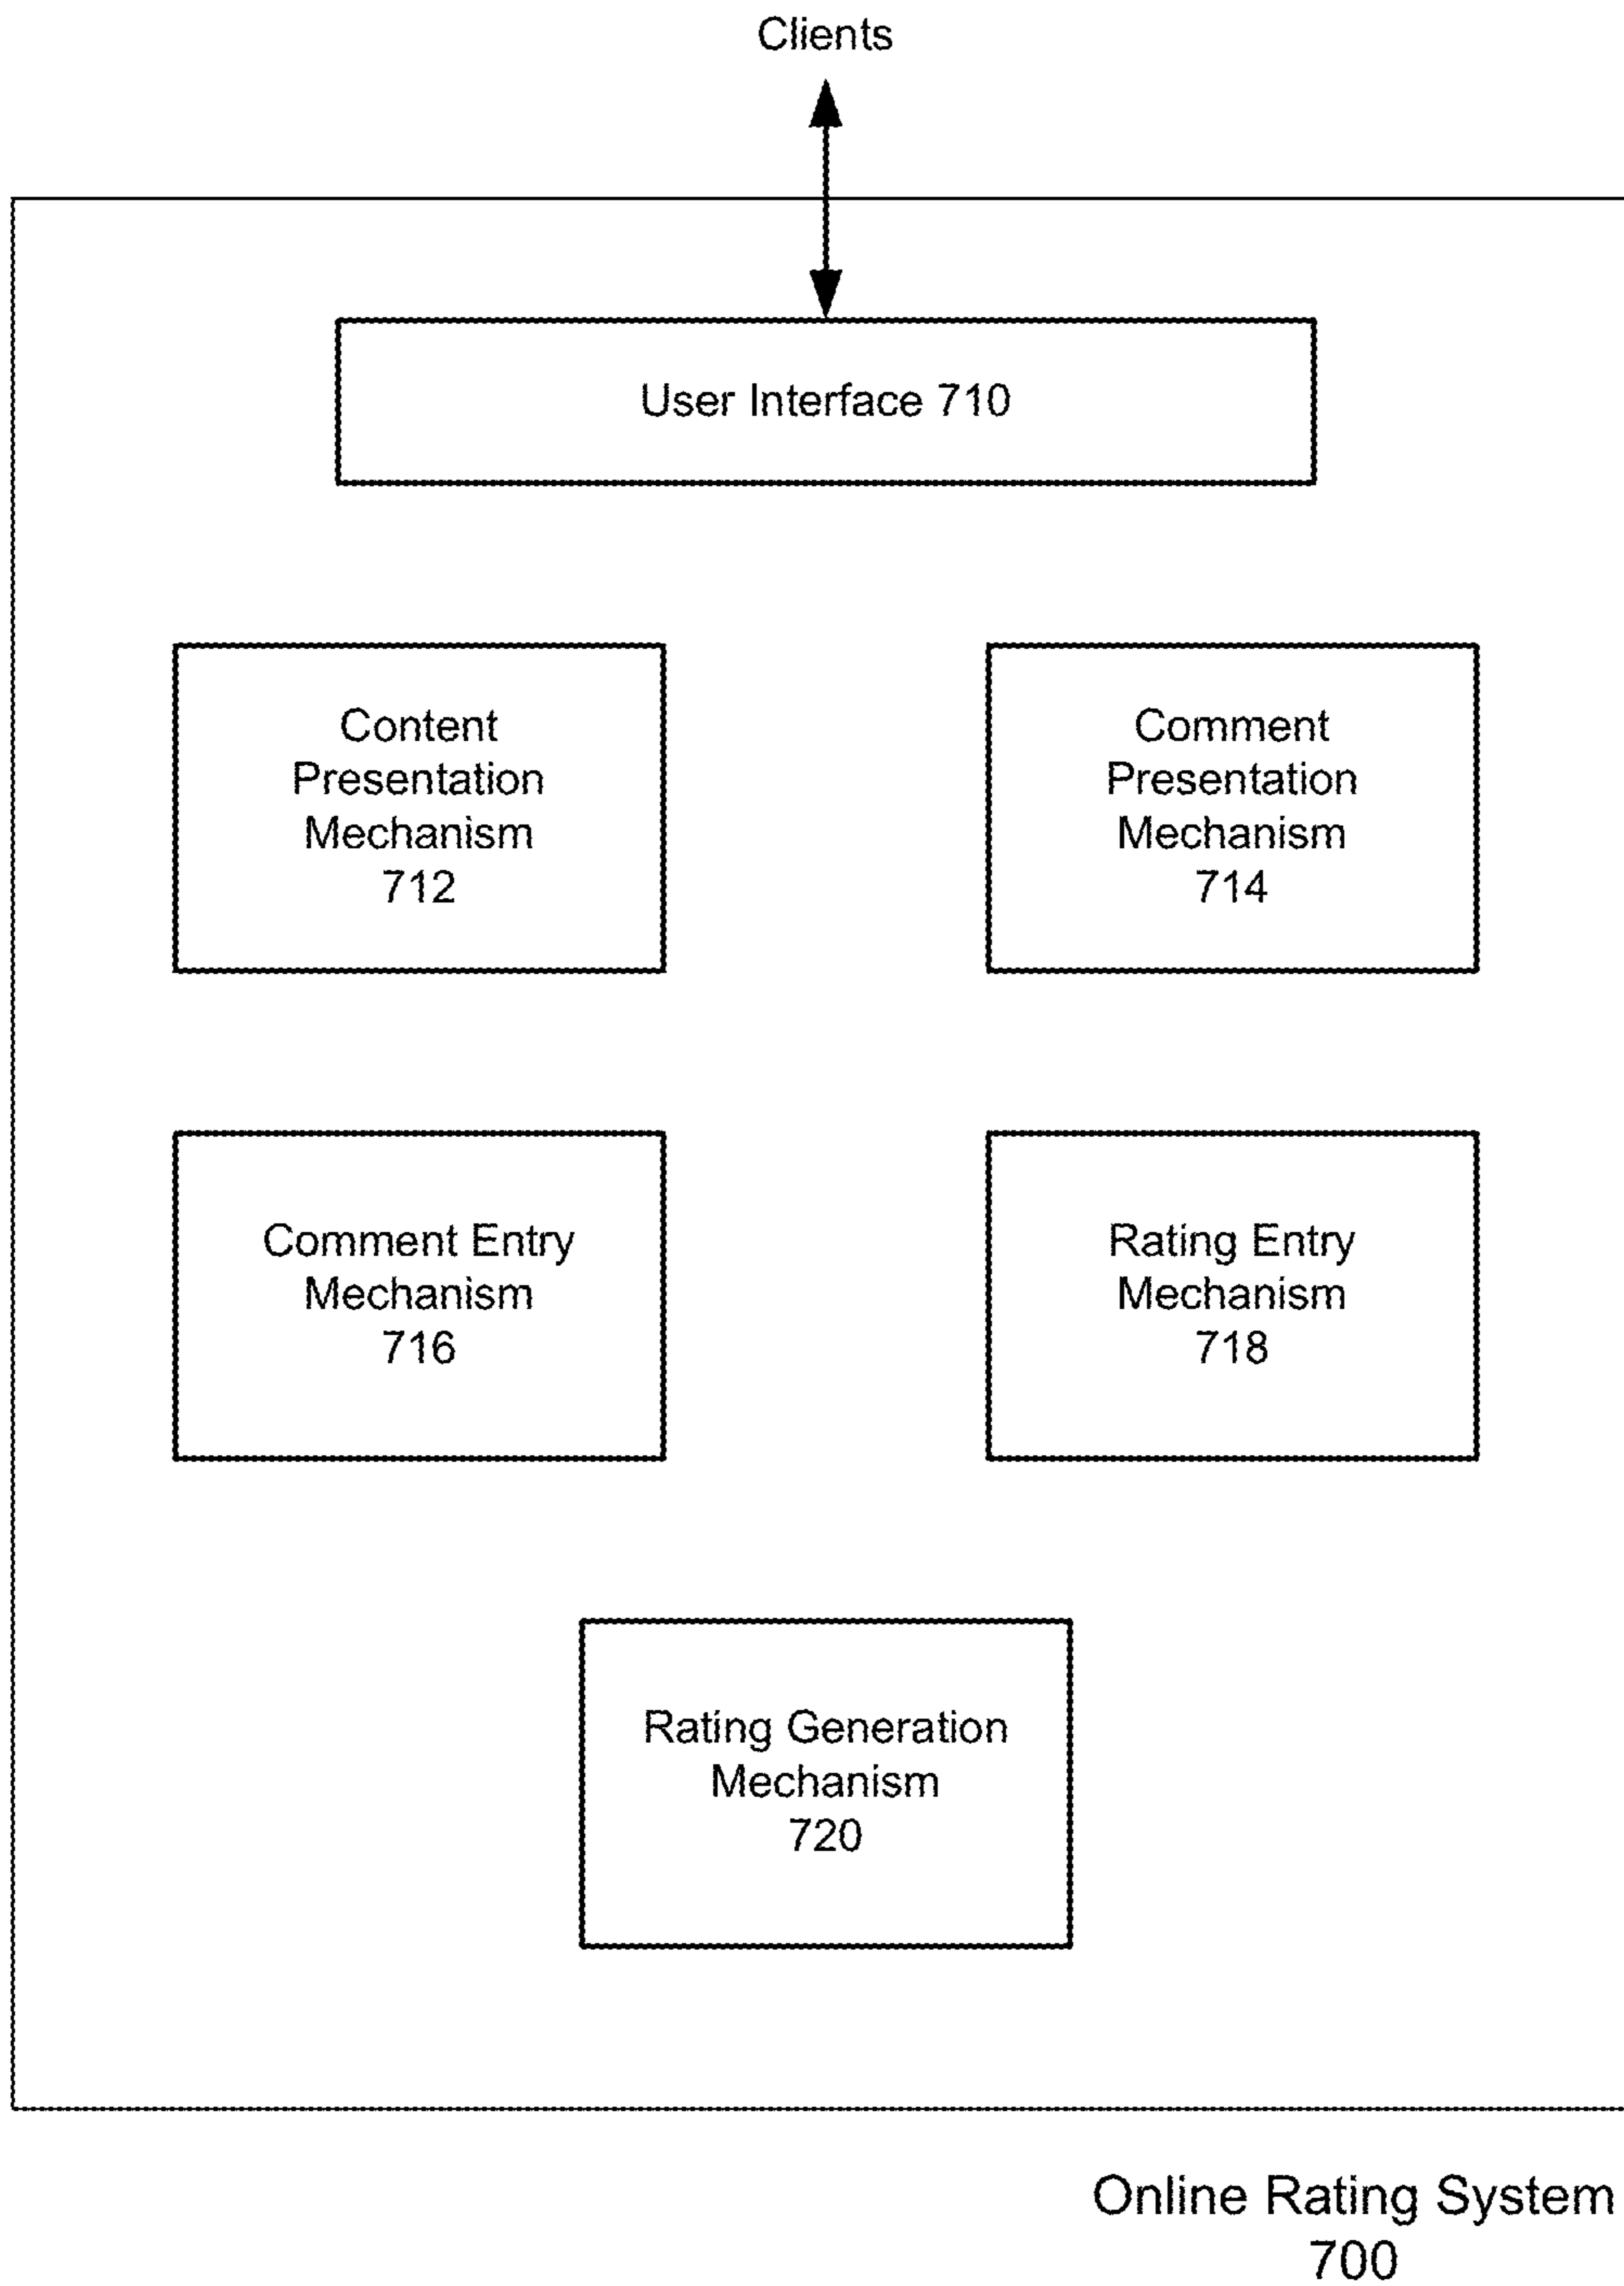 Clients
User Interface 710
Content
Presentation
Mechanism
712
Comment
Presentation
Mechanism
714
Comment Entry
Mechanism
716
Rating Entry
Mechanism
718
Rating Generation
Mechanism
720
Online Rating System
700